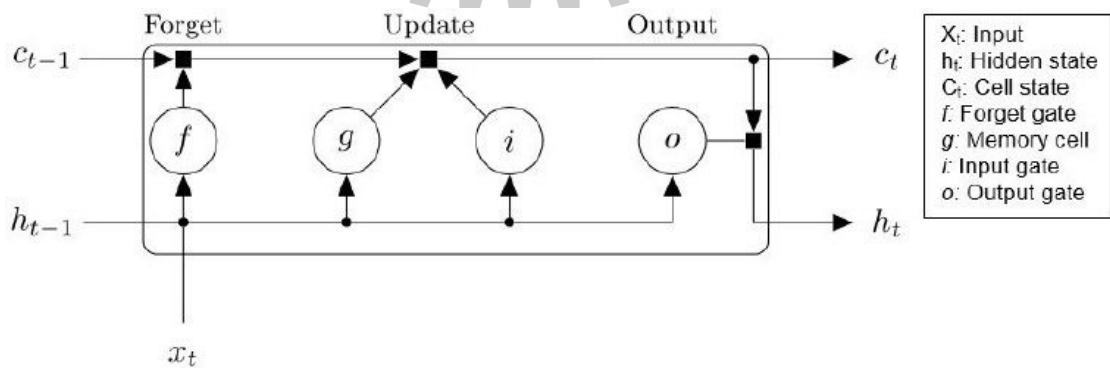 Forget Update Output
c_{t−1} c_t
f g i o
h_{t−1} h_t
x_t
X_t: Input
h_t: Hidden state
C_t: Cell state
f: Forget gate
g: Memory cell
i: Input gate
o: Output gate